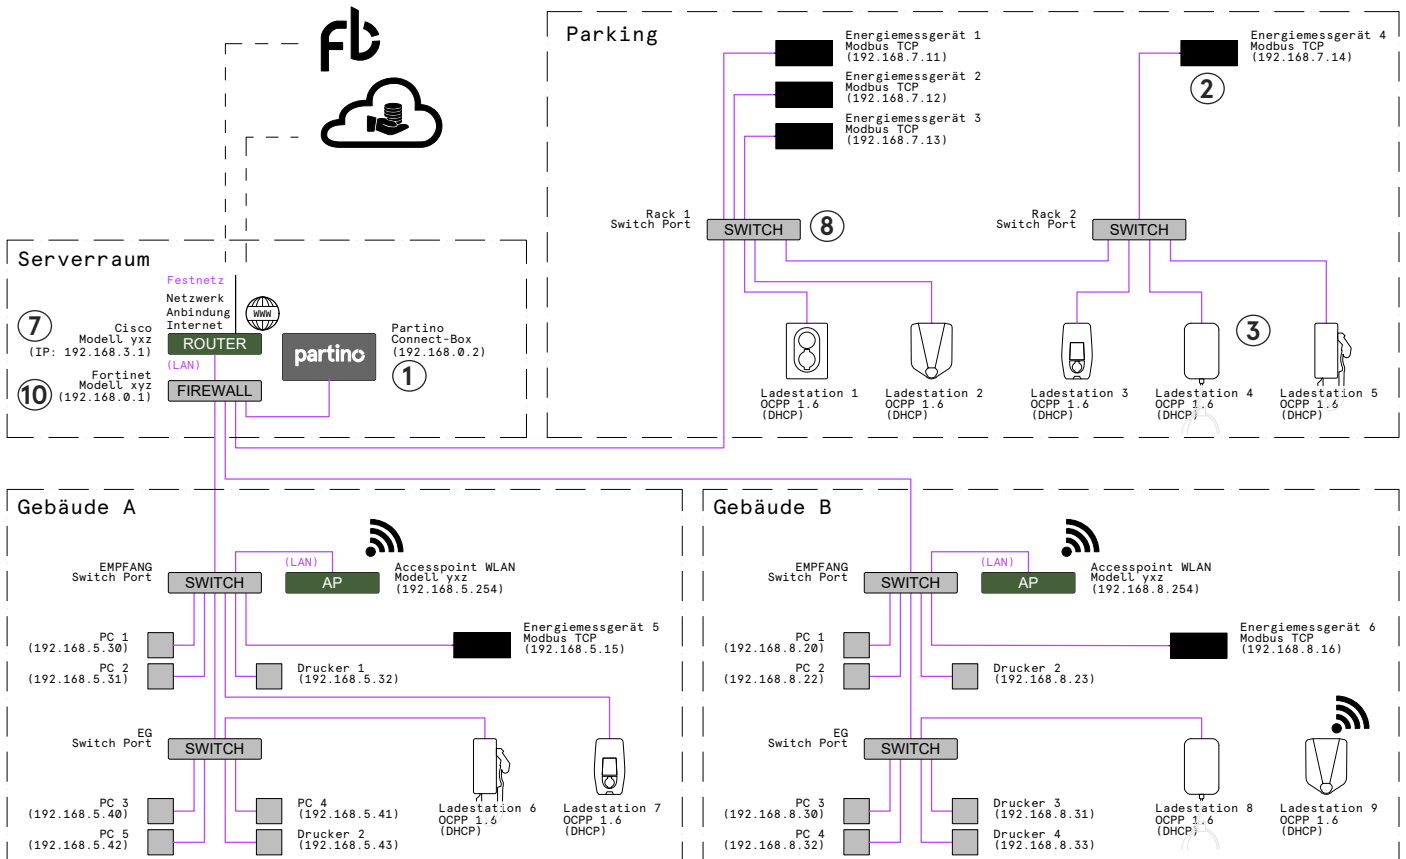 fb
Parking
Energiemessgerät 1
Modbus TCP
(192.168.7.11)
Energiemessgerät 2
Modbus TCP
(192.168.7.12)
Energiemessgerät 3
Modbus TCP
(192.168.7.13)
Energiemessgerät 4
Modbus TCP
(192.168.7.14)
2
Rack 1
Switch Port
SWITCH
8
Rack 2
Switch Port
SWITCH
3
Ladestation 1
OCPP 1.6
(DHCP)
Ladestation 2
OCPP 1.6
(DHCP)
Ladestation 3
OCPP 1.6
(DHCP)
Ladestation 4
OCPP 1.6
(DHCP)
Ladestation 5
OCPP 1.6
(DHCP)
Serverraum
Festnetz
Netzwerk
Anbindung
Internet
WWW
7
Cisco
Modell yxz
(IP: 192.168.3.1)
ROUTER
(LAN)
partino
Partino
Connect-Box
(192.168.0.2)
1
10
Fortinet
Modell xyz
(192.168.0.1)
FIREWALL
Gebäude A
EMPFANG
Switch Port
SWITCH
(LAN)
AP
Accesspoint WLAN
Modell yxz
(192.168.5.254)
PC 1
(192.168.5.30)
PC 2
(192.168.5.31)
Drucker 1
(192.168.5.32)
Energiemessgerät 5
Modbus TCP
(192.168.5.15)
EG
Switch Port
SWITCH
PC 3
(192.168.5.40)
PC 5
(192.168.5.42)
PC 4
(192.168.5.41)
Drucker 2
(192.168.5.43)
Ladestation 6
OCPP 1.6
(DHCP)
Ladestation 7
OCPP 1.6
(DHCP)
Gebäude B
EMPFANG
Switch Port
SWITCH
(LAN)
AP
Accesspoint WLAN
Modell yxz
(192.168.8.254)
PC 1
(192.168.8.20)
PC 2
(192.168.8.22)
Drucker 2
(192.168.8.23)
Energiemessgerät 6
Modbus TCP
(192.168.8.16)
EG
Switch Port
SWITCH
PC 3
(192.168.8.30)
PC 4
(192.168.8.32)
Drucker 3
(192.168.8.31)
Drucker 4
(192.168.8.33)
Ladestation 8
OCPP 1.6
(DHCP)
Ladestation 9
OCPP 1.6
(DHCP)